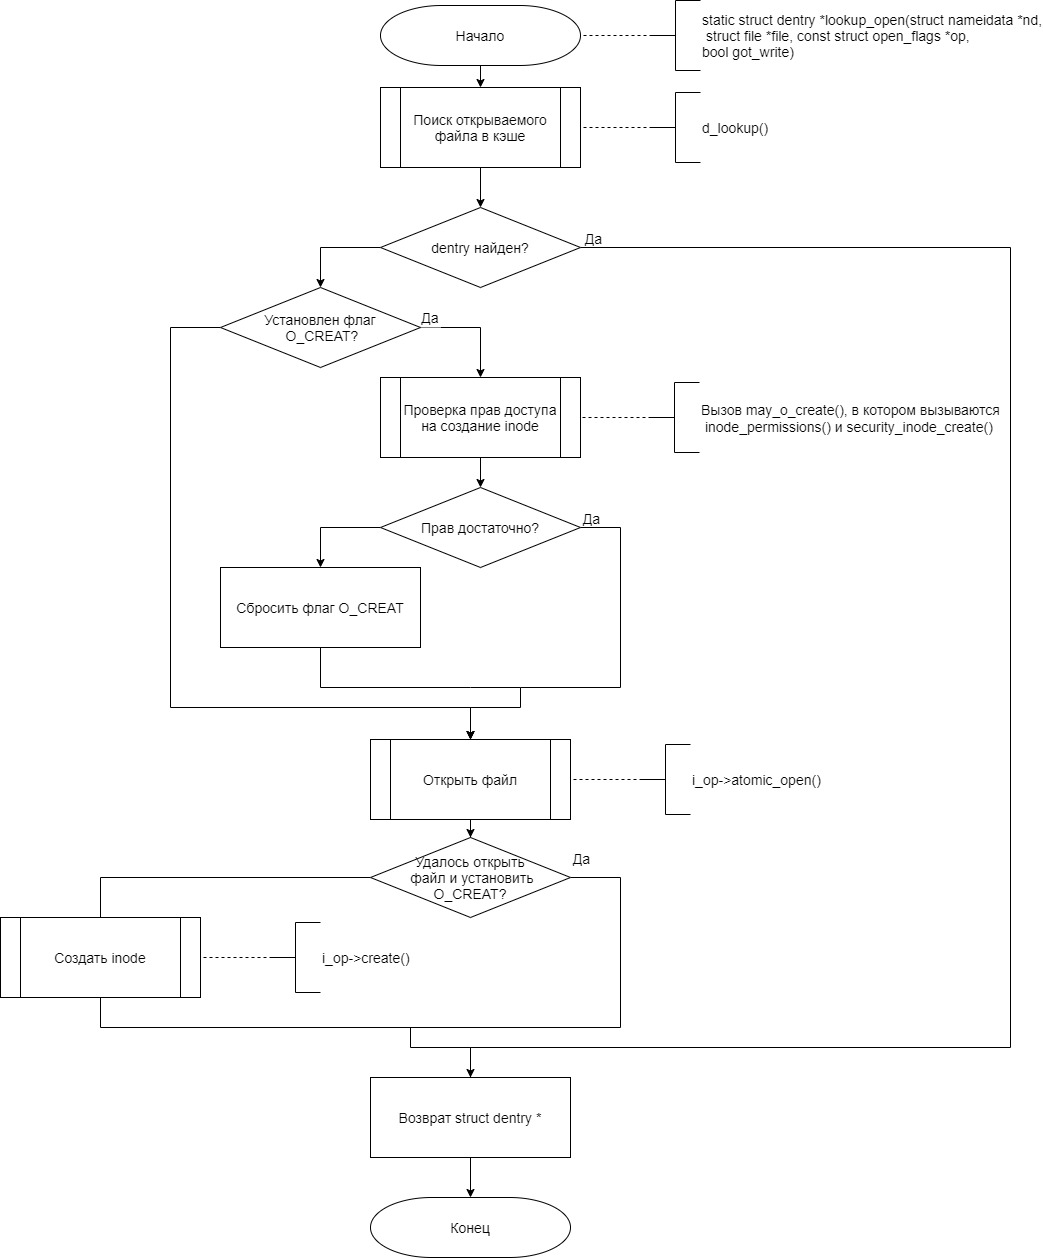 Начало
static struct dentry *lookup_open(struct nameidata *nd,
struct file *file, const struct open_flags *op,
bool got_write)
Поиск открываемого
файла в кэше
d_lookup()
dentry найден?
Да
Установлен флаг
O_CREAT?
Да
Проверка прав доступа
на создание inode
Вызов may_o_create(), в котором вызываются
inode_permissions() и security_inode_create()
Прав достаточно?
Да
Сбросить флаг O_CREAT
Открыть файл
i_op->atomic_open()
Удалось открыть
файл и установить
O_CREAT?
Да
Создать inode
i_op->create()
Возврат struct dentry *
Конец